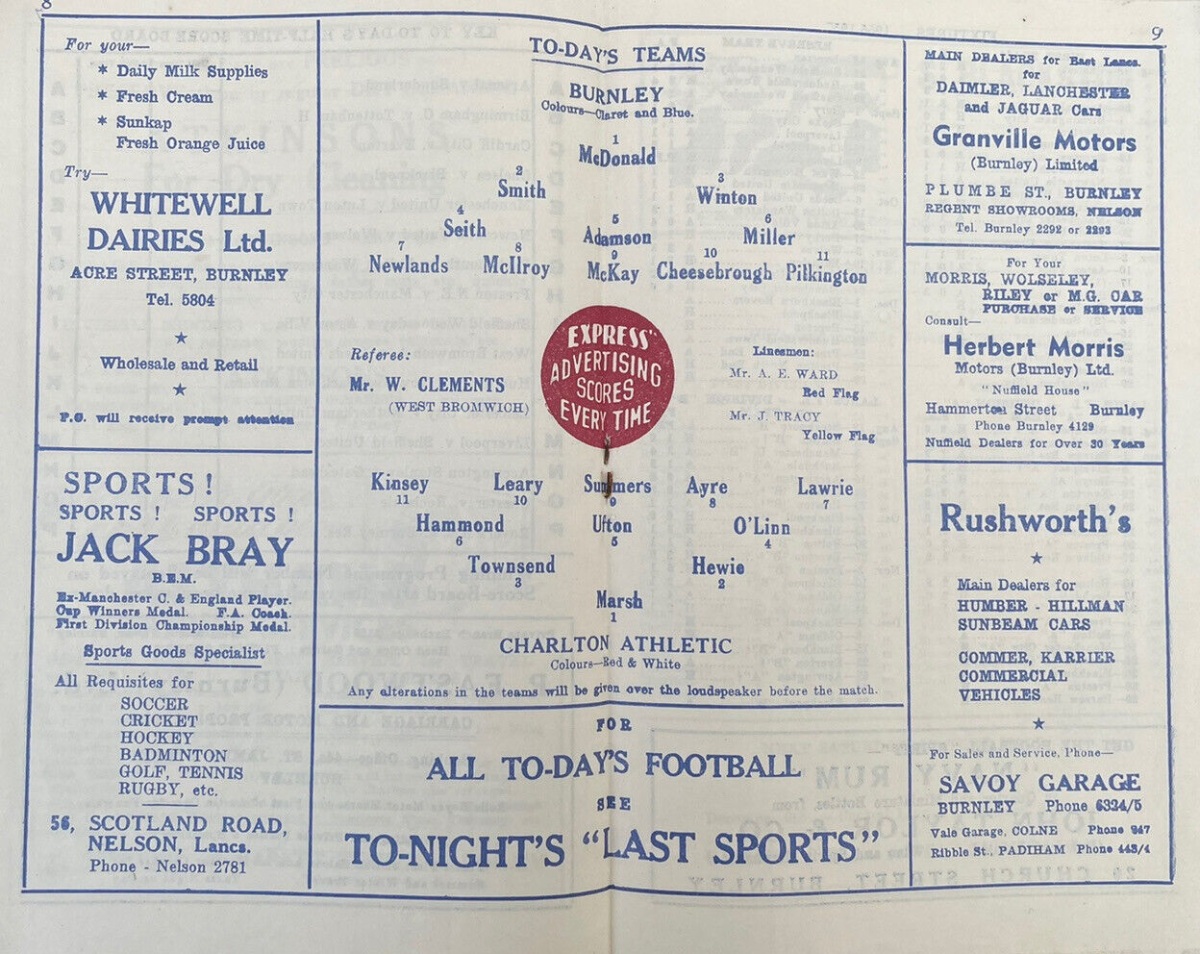 8
9
For your—
* Daily Milk Supplies
* Fresh Cream
* Sunkap
Fresh Orange Juice
Try—
WHITEWELL
DAIRIES Ltd.
ACRE STREET, BURNLEY
Tel. 5804
★
Wholesale and Retail
★
P.O. will receive prompt attention
SPORTS !
SPORTS ! SPORTS !
JACK BRAY
B.E.M.
Ex-Manchester C. & England Player.
Cup Winners Medal. F.A. Coach.
First Division Championship Medal.
Sports Goods Specialist
All Requisites for
SOCCER
CRICKET
HOCKEY
BADMINTON
GOLF, TENNIS
RUGBY, etc.
56, SCOTLAND ROAD,
NELSON, Lancs.
Phone - Nelson 2781
TO-DAY'S TEAMS
BURNLEY
Colours—Claret and Blue.
1
McDonald
2 3
Smith Winton
4 5 6
Seith Adamson Miller
7 8 9 10 11
Newlands McIlroy McKay Cheesebrough Pilkington
Referee:
Mr. W. CLEMENTS
(WEST BROMWICH)
EXPRESS"
ADVERTISING
SCORES
EVERY TIME
Linesmen:
Mr. A. E. WARD
Red Flag
Mr. J. TRACY
Yellow Flag
Kinsey Leary Summers Ayre Lawrie
11 10 9 8 7
Hammond Ufton O'Linn
6 5 4
Townsend Hewie
3 2
Marsh
1
CHARLTON ATHLETIC
Colours—Red & White
Any alterations in the teams will be given over the loudspeaker before the match.
FOR
ALL TO-DAY'S FOOTBALL
SEE
TO-NIGHT'S "LAST SPORTS"
MAIN DEALERS for East Lancs.
for
DAIMLER, LANCHESTER
and JAGUAR Cars
Granville Motors
(Burnley) Limited
PLUMBE ST., BURNLEY
REGENT SHOWROOMS, NELSON
Tel. Burnley 2292 or 2293
For Your
MORRIS, WOLSELEY,
RILEY or M.G. CAR
PURCHASE or SERVICE
Consult—
Herbert Morris
Motors (Burnley) Ltd.
"Nuffield House"
Hammerton Street Burnley
Phone Burnley 4129
Nuffield Dealers for Over 30 Years
Rushworth's
★
Main Dealers for
HUMBER - HILLMAN
SUNBEAM CARS
COMMER, KARRIER
COMMERCIAL
VEHICLES
★
For Sales and Service, Phone—
SAVOY GARAGE
BURNLEY Phone 6324/5
Vale Garage, COLNE Phone 947
Ribble St., PADIHAM Phone 443/4